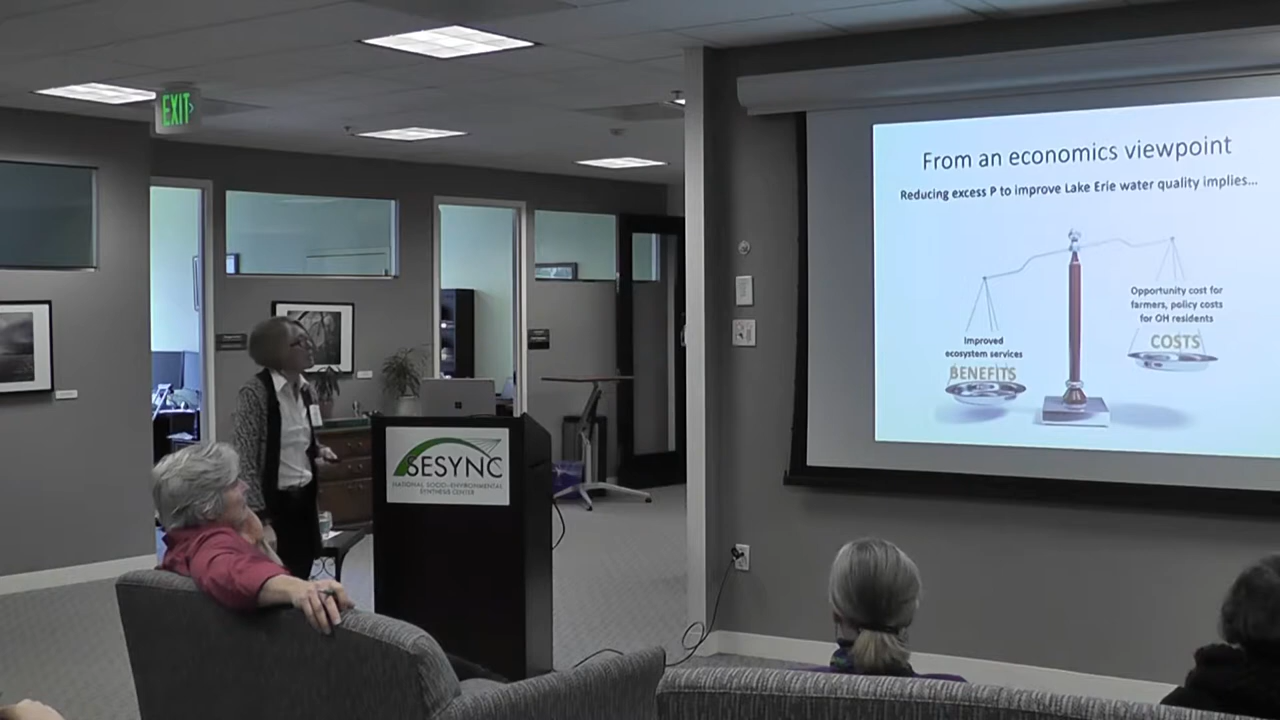 EXIT
From an economics viewpoint
Reducing excess P to improve Lake Erie water quality implies...
Opportunity cost for
farmers, policy costs
for OH residents
COSTS
Improved
ecosystem services
BENEFITS
SESYNC
NATIONAL SOCIO-ENVIRONMENTAL
SYNTHESIS CENTER